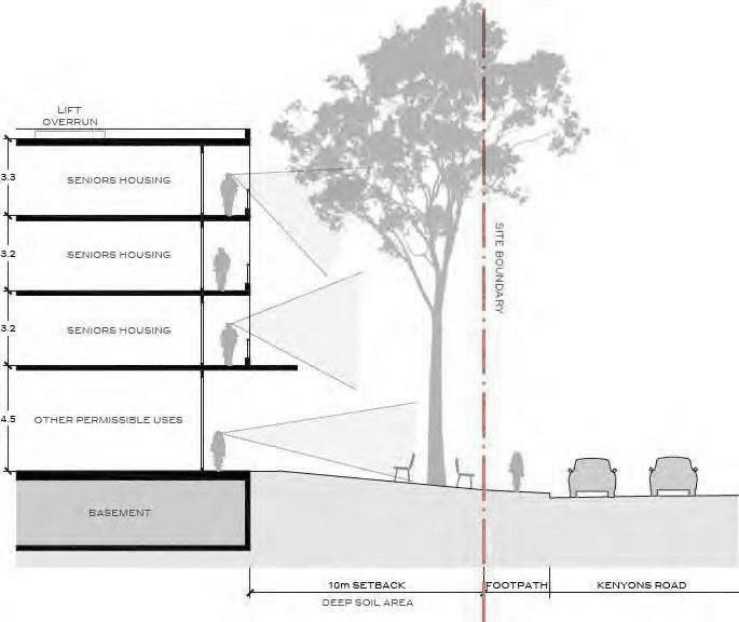 LIFT
OVERRUN
3.3
SENIORS HOUSING
3.2
SENIORS HOUSING
SITE BOUNDARY
3.2
SENIORS HOUSING
4.5
OTHER PERMISSIBLE USES
BASEMENT
10m SETBACK
FOOTPATH
KENYONS ROAD
DEEP SOIL AREA